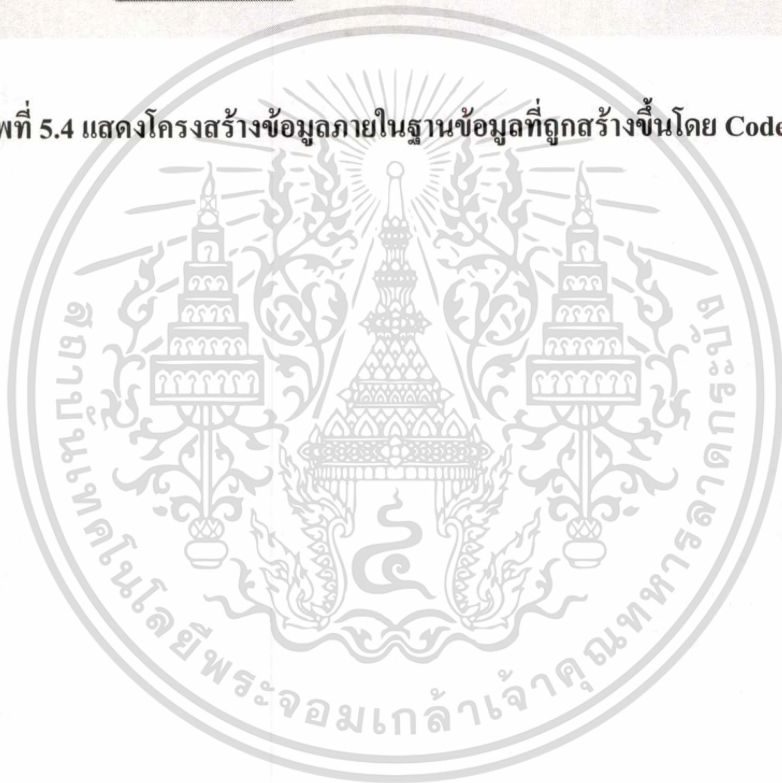 พที่ 5.4 แสดงโครงสร้างข้อมูลภายในฐานข้อมูลที่ถูกสร้างขึ้นโดย Code
สถาบันเทคโนโลยีพระจอมเกล้าเจ้าคุณทหารลาดกระบัง